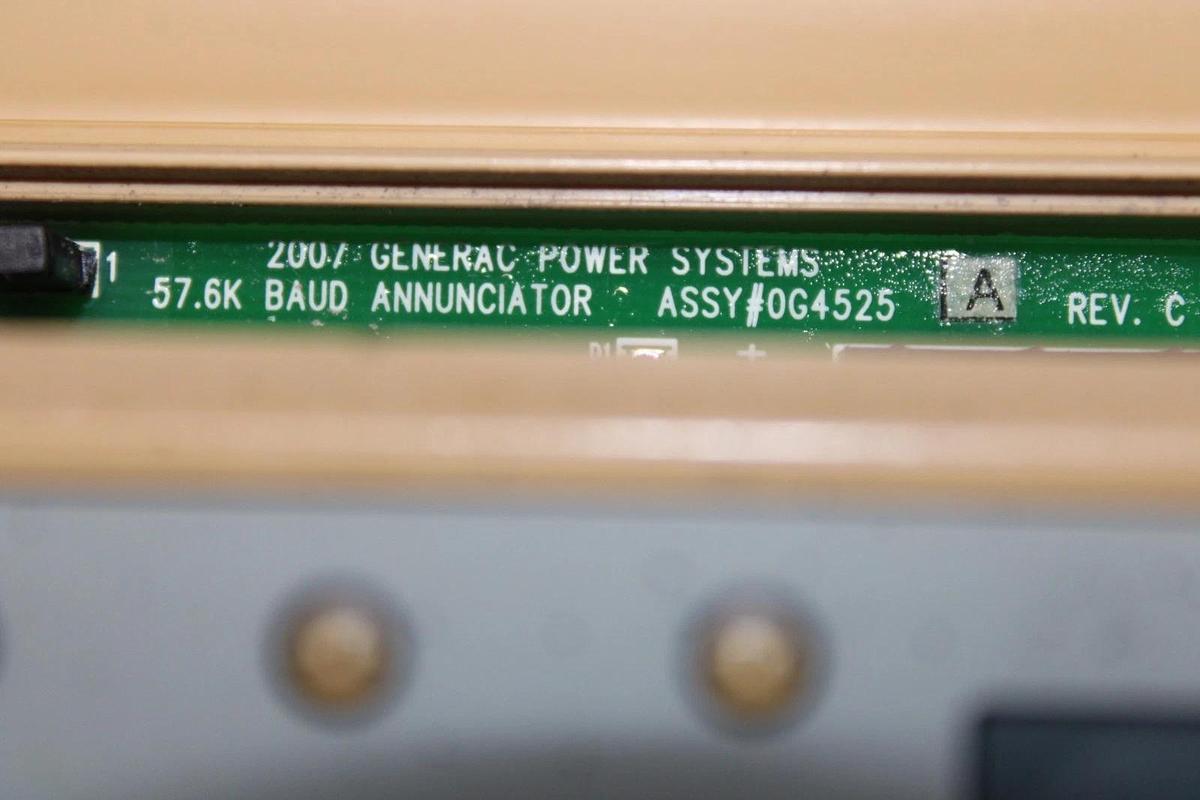 2007 GENERAC POWER SYSTEMS
1
57.6K BAUD ANNUNCIATOR ASSY#0G4525 A REV. C
+